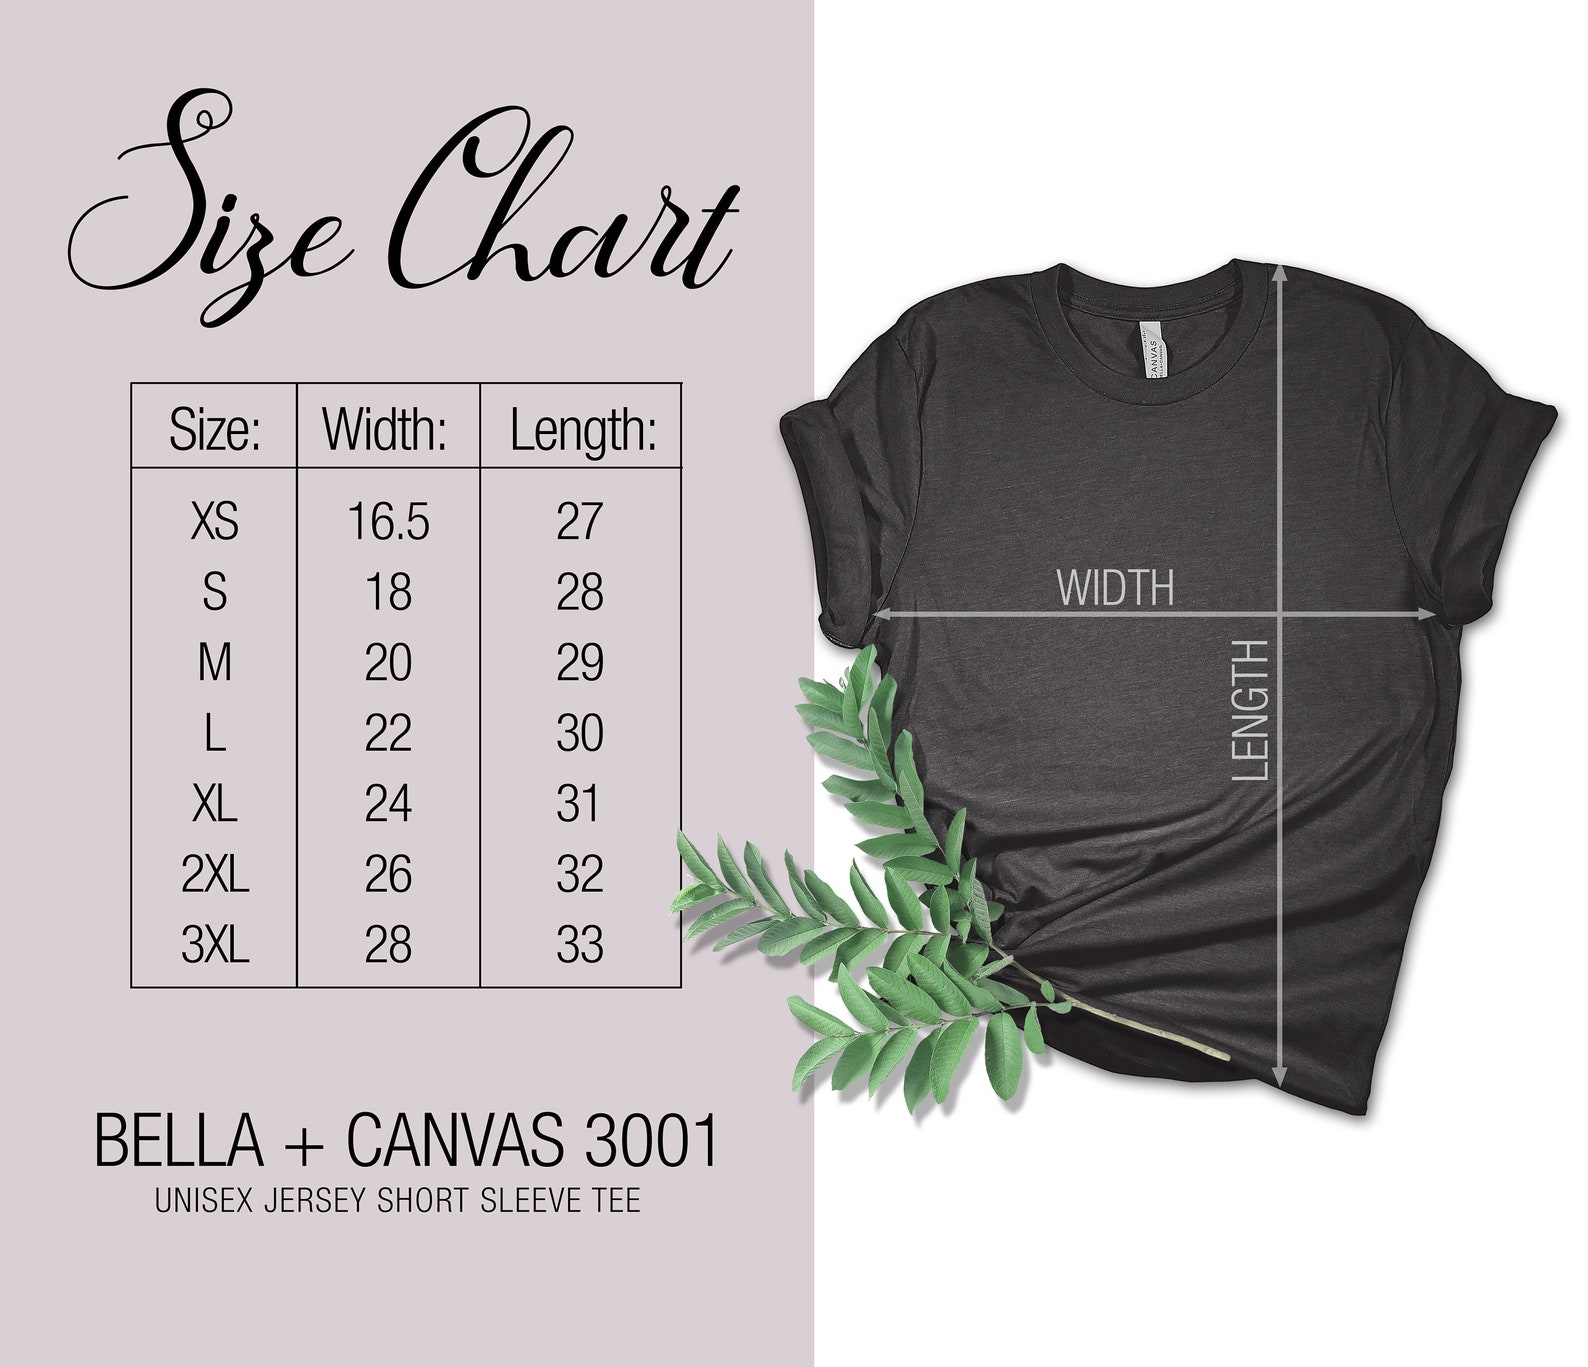 Size Chart
Size: Width: Length:
XS 16.5 27
S 18 28
M 20 29
L 22 30
XL 24 31
2XL 26 32
3XL 28 33
BELLA + CANVAS 3001
UNISEX JERSEY SHORT SLEEVE TEE
CANVAS
WIDTH
LENGTH